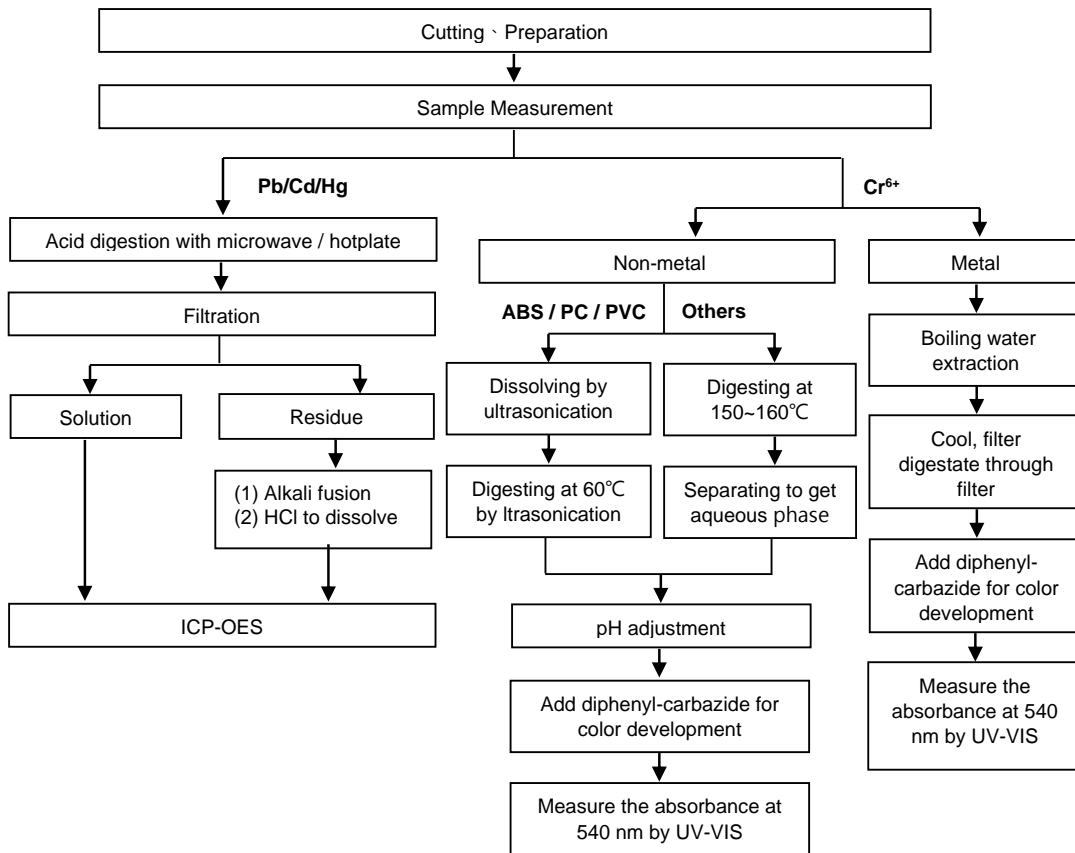 Cutting、Preparation
Sample Measurement
Pb/Cd/Hg
Cr⁶⁺
Acid digestion with microwave / hotplate
Non-metal
Metal
Filtration
ABS / PC / PVC
Others
Boiling water
extraction
Solution
Residue
Dissolving by
ultrasonication
Digesting at
150~160℃
Cool, filter
digestate through
filter
(1) Alkali fusion
(2) HCl to dissolve
Digesting at 60℃
by ltrasonication
Separating to get
aqueous phase
Add diphenyl-
carbazide for color
development
ICP-OES
pH adjustment
Measure the
absorbance at 540
nm by UV-VIS
Add diphenyl-carbazide for
color development
Measure the absorbance at
540 nm by UV-VIS